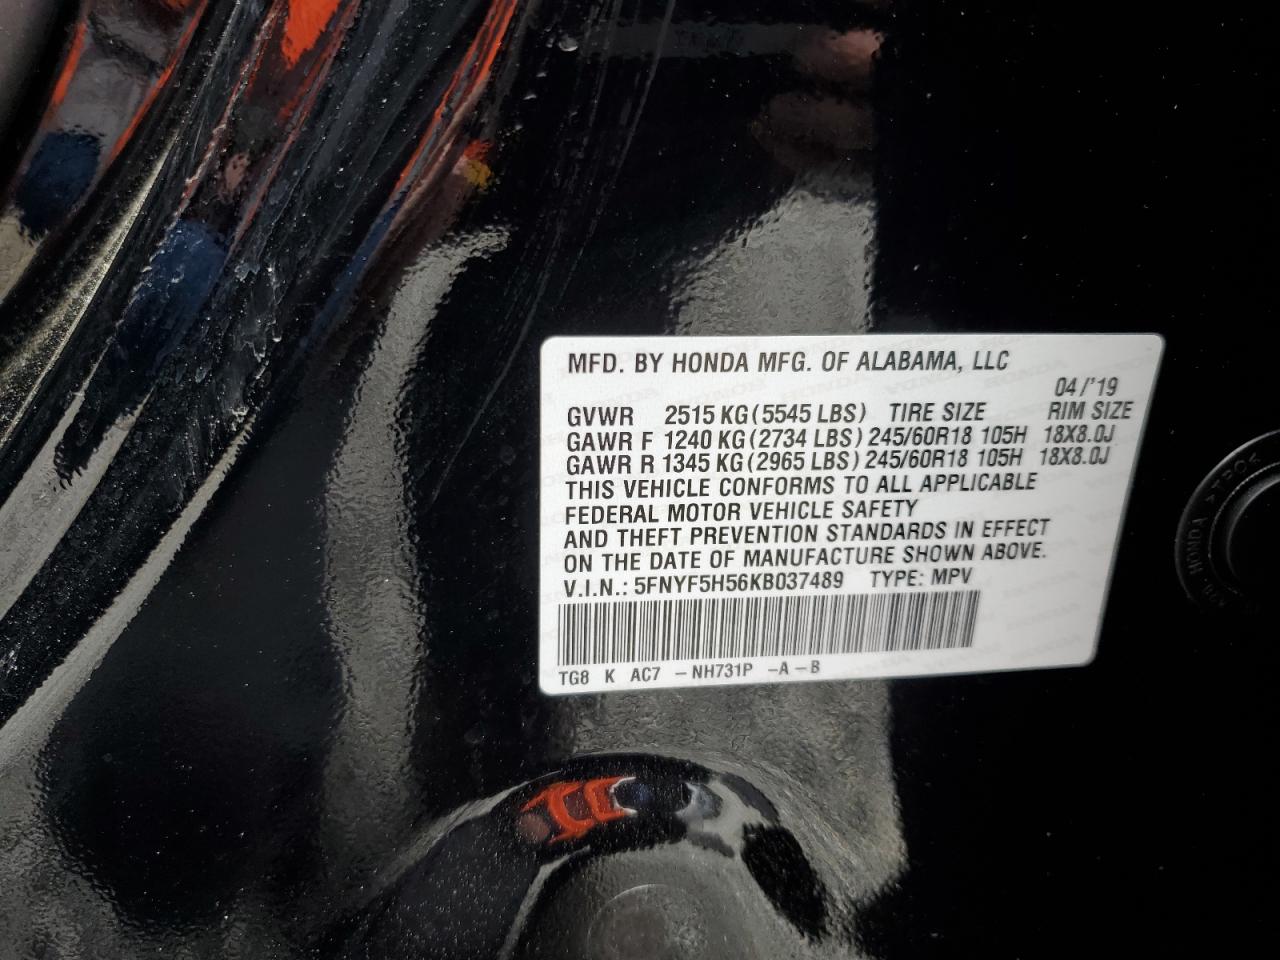 MFD. BY HONDA MFG. OF ALABAMA, LLC
04/'19
GVWR 2515 KG (5545 LBS) TIRE SIZE RIM SIZE
GAWR F 1240 KG (2734 LBS) 245/60R18 105H 18X8.0J
GAWR R 1345 KG (2965 LBS) 245/60R18 105H 18X8.0J
THIS VEHICLE CONFORMS TO ALL APPLICABLE
FEDERAL MOTOR VEHICLE SAFETY
AND THEFT PREVENTION STANDARDS IN EFFECT
ON THE DATE OF MANUFACTURE SHOWN ABOVE.
V.I.N.: 5FNYF5H56KB037489 TYPE: MPV
TG8 K AC7 -NH731P -A-B
HONDA